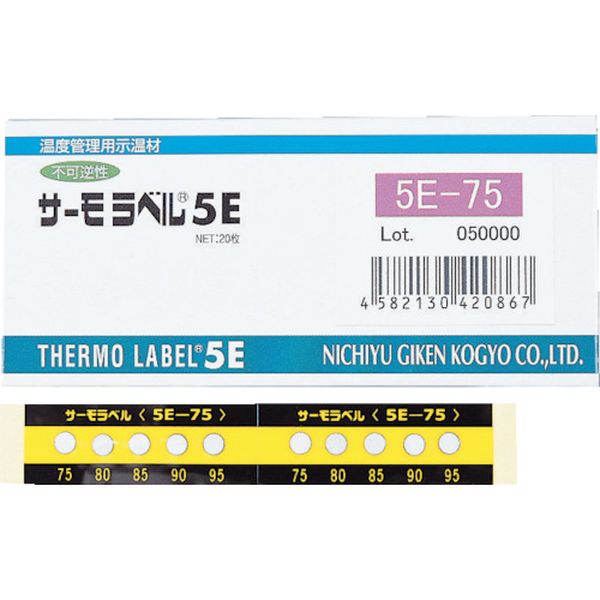 温度管理用示温材
不可逆性
サーモラベル®5E
NET:20枚
5E-75
Lot. 050000
4 582130 420867
THERMO LABEL®5E NICHIYU GIKEN KOGYO CO.,LTD.
サーモラベル〈 5E-75 〉 サーモラベル〈 5E-75 〉
75 80 85 90 95 75 80 85 90 95